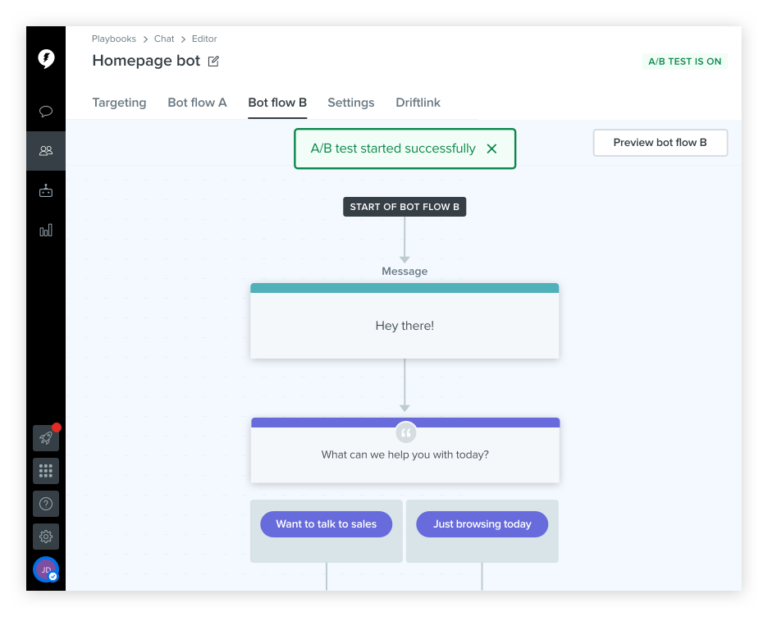 Playbooks > Chat > Editor
Homepage bot
A/B TEST IS ON
Targeting
Bot flow A
Bot flow B
Settings
Driftlink
A/B test started successfully
Preview bot flow B
START OF BOT FLOW B
Message
Hey there!
What can we help you with today?
Want to talk to sales
Just browsing today
JD